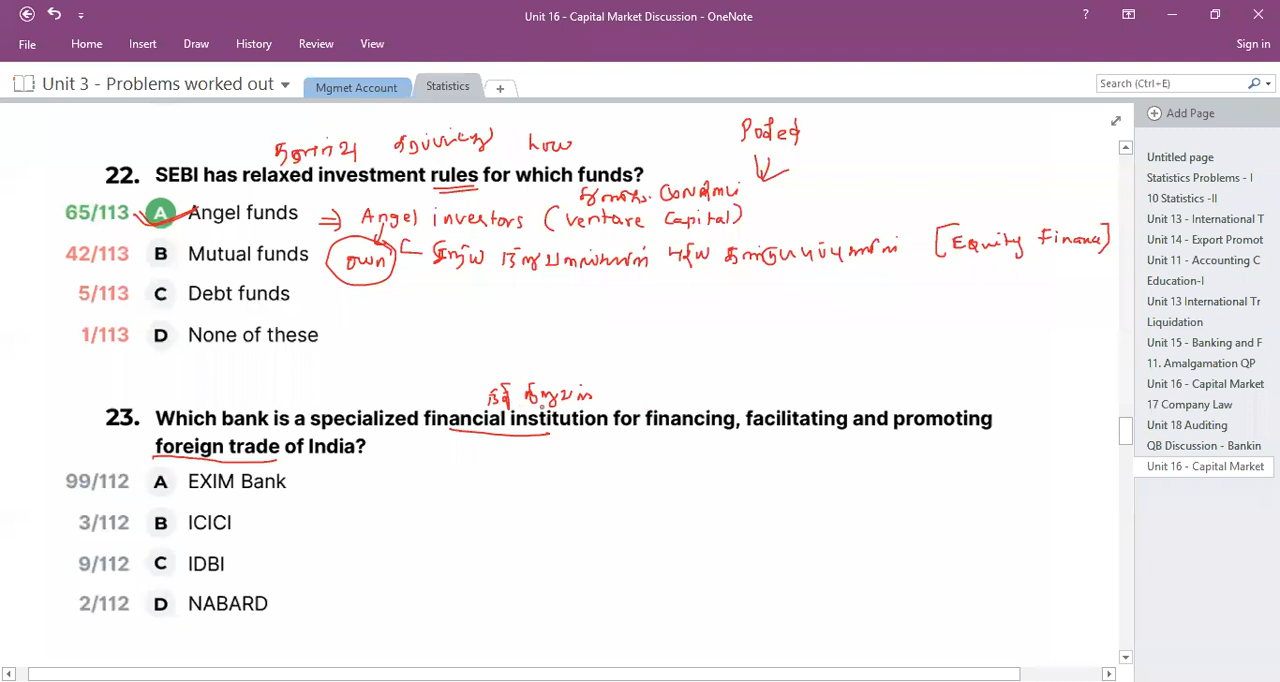 Unit 16 - Capital Market Discussion - OneNote
?
File Home Insert Draw History Review View Sign in
Unit 3 - Problems worked out Mgmet Account Statistics + Search (Ctrl+E)
Add Page
how Pooled
22. SEBI has relaxed investment rules for which funds?
65/113 A Angel funds ⇒ Angel investors (venture capital)
42/113 B Mutual funds own [Equity Finance]
5/113 C Debt funds
1/113 D None of these
23. Which bank is a specialized financial institution for financing, facilitating and promoting
foreign trade of India?
99/112 A EXIM Bank
3/112 B ICICI
9/112 C IDBI
2/112 D NABARD
Untitled page
Statistics Problems - I
10 Statistics -II
Unit 13 - International T
Unit 14 - Export Promot
Unit 11 - Accounting C
Education-I
Unit 13 International Tr
Liquidation
Unit 15 - Banking and F
11. Amalgamation QP
Unit 16 - Capital Market
17 Company Law
Unit 18 Auditing
QB Discussion - Bankin
Unit 16 - Capital Market